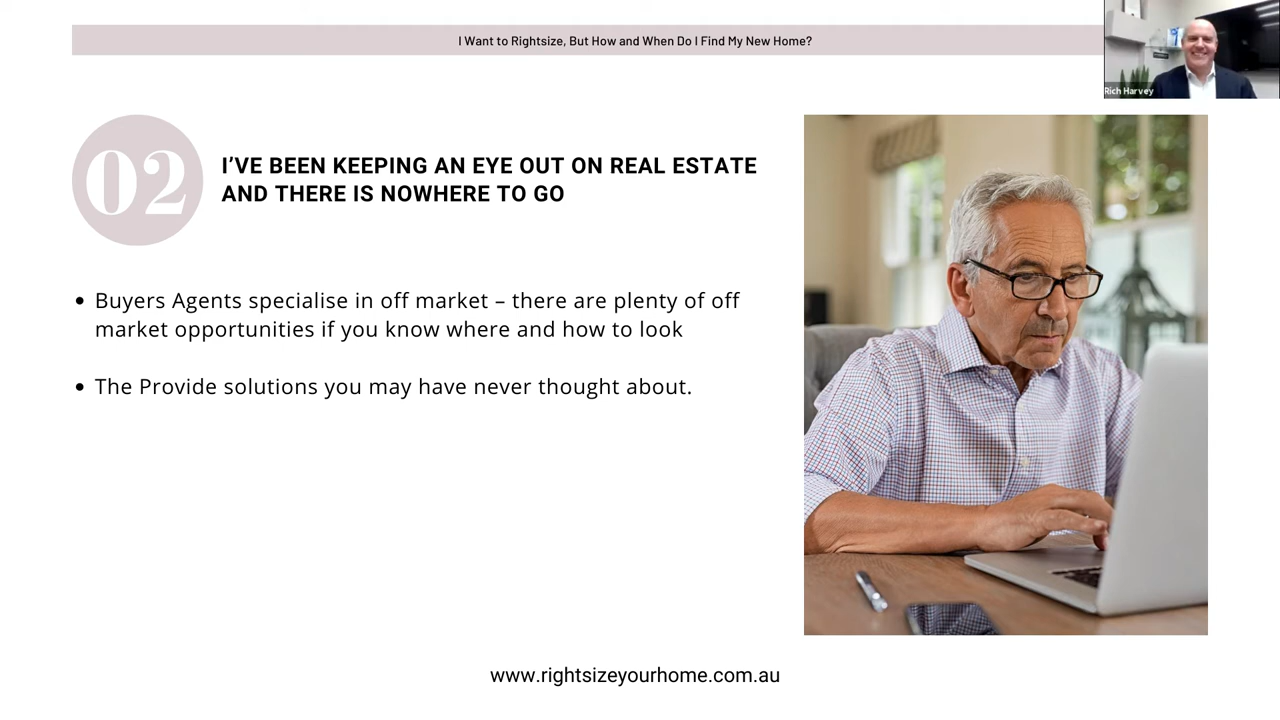 I Want to Rightsize, But How and When Do I Find My New Home?
Rich Harvey
02
I’VE BEEN KEEPING AN EYE OUT ON REAL ESTATE
AND THERE IS NOWHERE TO GO
• Buyers Agents specialise in off market – there are plenty of off
market opportunities if you know where and how to look
• The Provide solutions you may have never thought about.
www.rightsizeyourhome.com.au